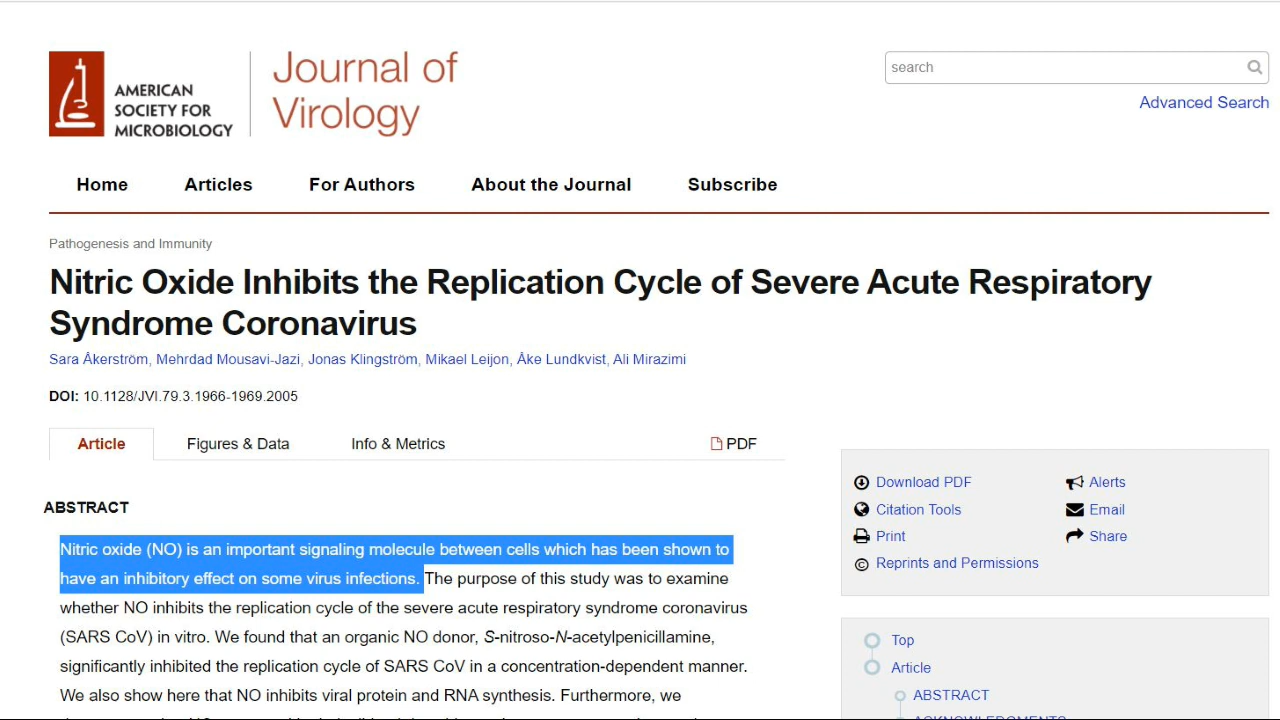 AMERICAN
SOCIETY FOR
MICROBIOLOGY
Journal of
Virology
search
Advanced Search
Home Articles For Authors About the Journal Subscribe
Pathogenesis and Immunity
Nitric Oxide Inhibits the Replication Cycle of Severe Acute Respiratory
Syndrome Coronavirus
Sara Åkerström, Mehrdad Mousavi-Jazi, Jonas Klingström, Mikael Leijon, Åke Lundkvist, Ali Mirazimi
DOI: 10.1128/JVI.79.3.1966-1969.2005
Article Figures & Data Info & Metrics PDF
ABSTRACT
Nitric oxide (NO) is an important signaling molecule between cells which has been shown to
have an inhibitory effect on some virus infections. The purpose of this study was to examine
whether NO inhibits the replication cycle of the severe acute respiratory syndrome coronavirus
(SARS CoV) in vitro. We found that an organic NO donor, S-nitroso-N-acetylpenicillamine,
significantly inhibited the replication cycle of SARS CoV in a concentration-dependent manner.
We also show here that NO inhibits viral protein and RNA synthesis. Furthermore, we
Download PDF Alerts
Citation Tools Email
Print Share
© Reprints and Permissions
Top
Article
ABSTRACT
ACKNOWLEDGMENTS